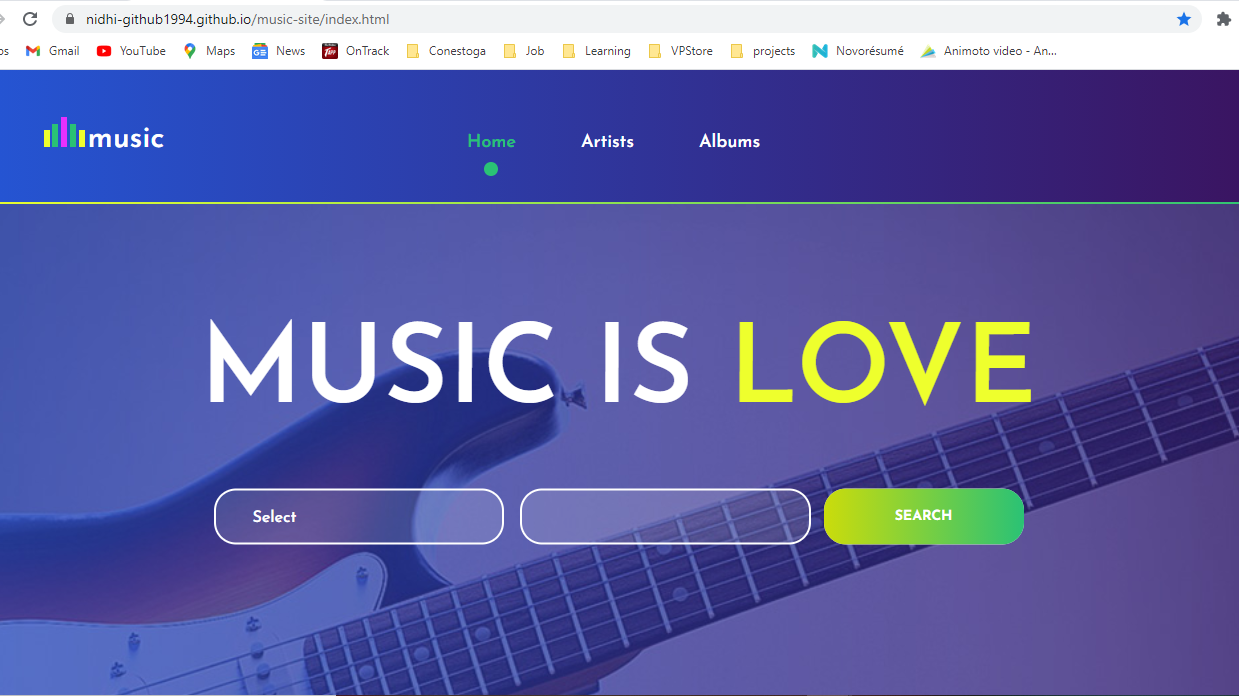 nidhi-github1994.github.io/music-site/index.html
ps Gmail YouTube Maps News OnTrack Conestoga Job Learning VPStore projects Novorésumé Animoto video - An...
music Home Artists Albums
MUSIC IS LOVE
Select SEARCH